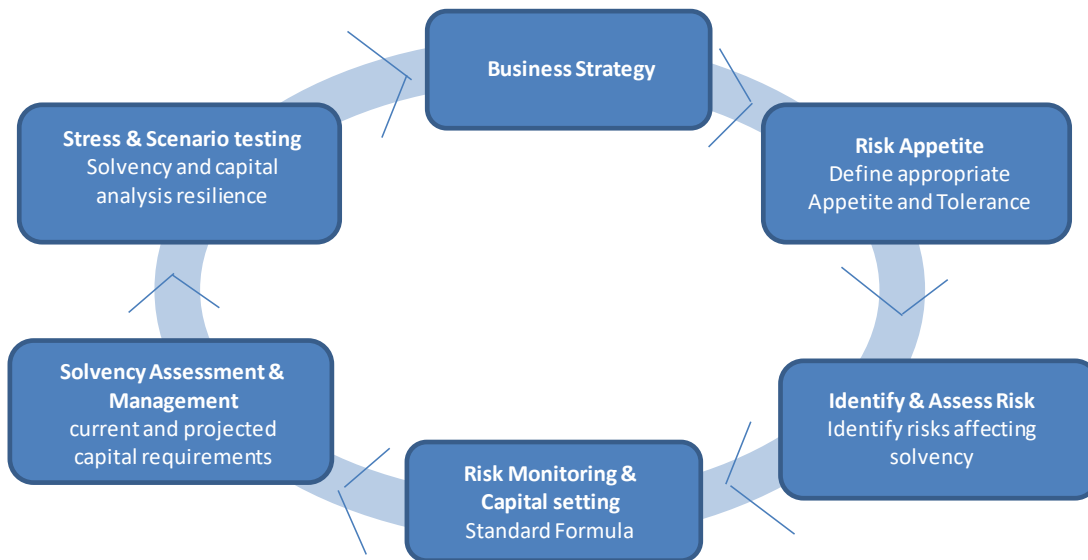 Business Strategy
Risk Appetite
Define appropriate
Appetite and Tolerance
Identify & Assess Risk
Identify risks affecting
solvency
Risk Monitoring &
Capital setting
Standard Formula
Solvency Assessment &
Management
current and projected
capital requirements
Stress & Scenario testing
Solvency and capital
analysis resilience